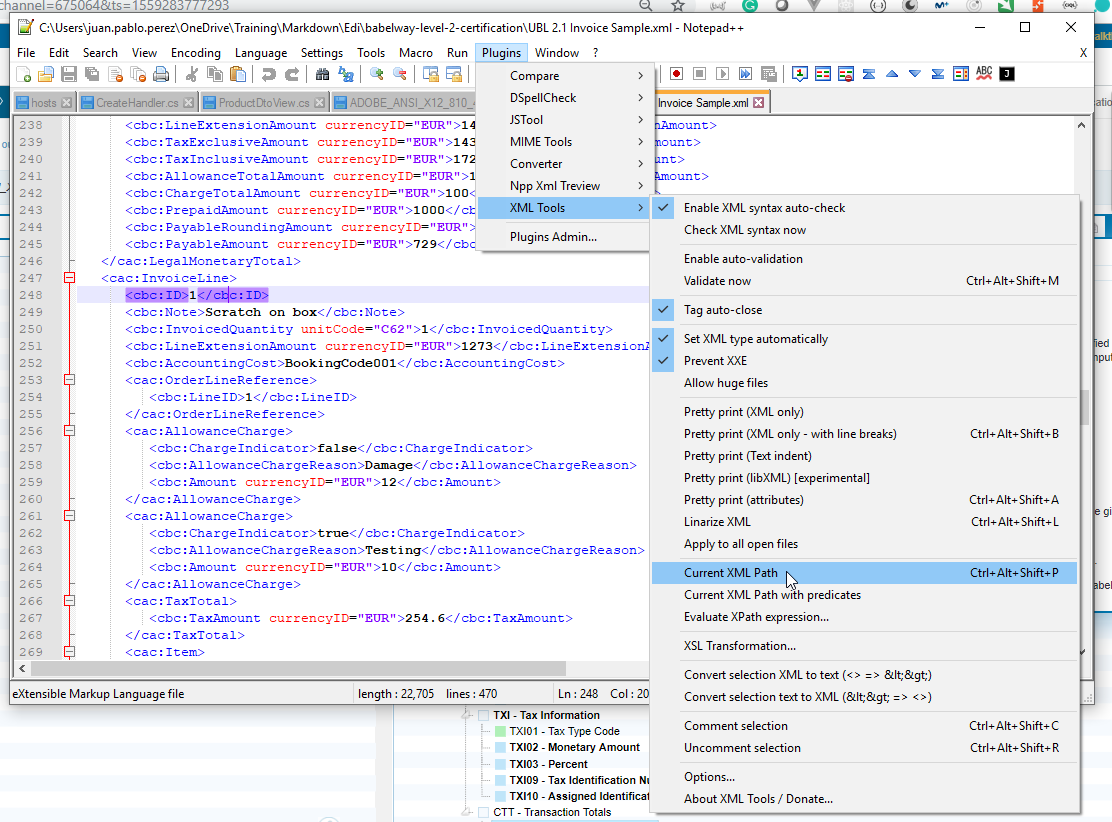 channel=675064&ts=1559283777293
C:\Users\juan.pablo.perez\OneDrive\Training\Markdown\Edi\babelway-level-2-certification\UBL 2.1 Invoice Sample.xml - Notepad++
File Edit Search View Encoding Language Settings Tools Macro Run Plugins Window ? X
hosts CreateHandler.cs ProductDtoView.cs ADOBE_ANSI_X12_810_4 Invoice Sample.xml
238 <cbc:LineExtensionAmount currencyID="EUR">14 nAmount>
239 <cbc:TaxExclusiveAmount currencyID="EUR">143 mount>
240 <cbc:TaxInclusiveAmount currencyID="EUR">172 unt>
241 <cbc:AllowanceTotalAmount currencyID="EUR">1 Amount>
242 <cbc:ChargeTotalAmount currencyID="EUR">100<
243 <cbc:PrepaidAmount currencyID="EUR">1000</cb
244 <cbc:PayableRoundingAmount currencyID="EUR">
245 <cbc:PayableAmount currencyID="EUR">729</cbc
246 </cac:LegalMonetaryTotal>
247 <cac:InvoiceLine>
248 <cbc:ID>1</cbc:ID>
249 <cbc:Note>Scratch on box</cbc:Note>
250 <cbc:InvoicedQuantity unitCode="C62">1</cbc:InvoicedQuantity>
251 <cbc:LineExtensionAmount currencyID="EUR">1273</cbc:LineExtensionA
252 <cbc:AccountingCost>BookingCode001</cbc:AccountingCost>
253 <cac:OrderLineReference>
254 <cbc:LineID>1</cbc:LineID>
255 </cac:OrderLineReference>
256 <cac:AllowanceCharge>
257 <cbc:ChargeIndicator>false</cbc:ChargeIndicator>
258 <cbc:AllowanceChargeReason>Damage</cbc:AllowanceChargeReason>
259 <cbc:Amount currencyID="EUR">12</cbc:Amount>
260 </cac:AllowanceCharge>
261 <cac:AllowanceCharge>
262 <cbc:ChargeIndicator>true</cbc:ChargeIndicator>
263 <cbc:AllowanceChargeReason>Testing</cbc:AllowanceChargeReason>
264 <cbc:Amount currencyID="EUR">10</cbc:Amount>
265 </cac:AllowanceCharge>
266 <cac:TaxTotal>
267 <cbc:TaxAmount currencyID="EUR">254.6</cbc:TaxAmount>
268 </cac:TaxTotal>
269 <cac:Item>
eXtensible Markup Language file length : 22,705 lines : 470 Ln : 248 Col : 20
Compare
DSpellCheck
JSTool
MIME Tools
Converter
Npp Xml Treview
XML Tools
Plugins Admin...
Enable XML syntax auto-check
Check XML syntax now
Enable auto-validation
Validate now Ctrl+Alt+Shift+M
Tag auto-close
Set XML type automatically
Prevent XXE
Allow huge files
Pretty print (XML only)
Pretty print (XML only - with line breaks) Ctrl+Alt+Shift+B
Pretty print (Text indent)
Pretty print (libXML) [experimental]
Pretty print (attributes) Ctrl+Alt+Shift+A
Linarize XML Ctrl+Alt+Shift+L
Apply to all open files
Current XML Path Ctrl+Alt+Shift+P
Current XML Path with predicates
Evaluate XPath expression...
XSL Transformation...
Convert selection XML to text (<> => &lt;&gt;)
Convert selection text to XML (&lt;&gt; => <>)
Comment selection Ctrl+Alt+Shift+C
Uncomment selection Ctrl+Alt+Shift+R
Options...
About XML Tools / Donate...
TXI - Tax Information
TXI01 - Tax Type Code
TXI02 - Monetary Amount
TXI03 - Percent
TXI09 - Tax Identification Nu
TXI10 - Assigned Identificat
CTT - Transaction Totals